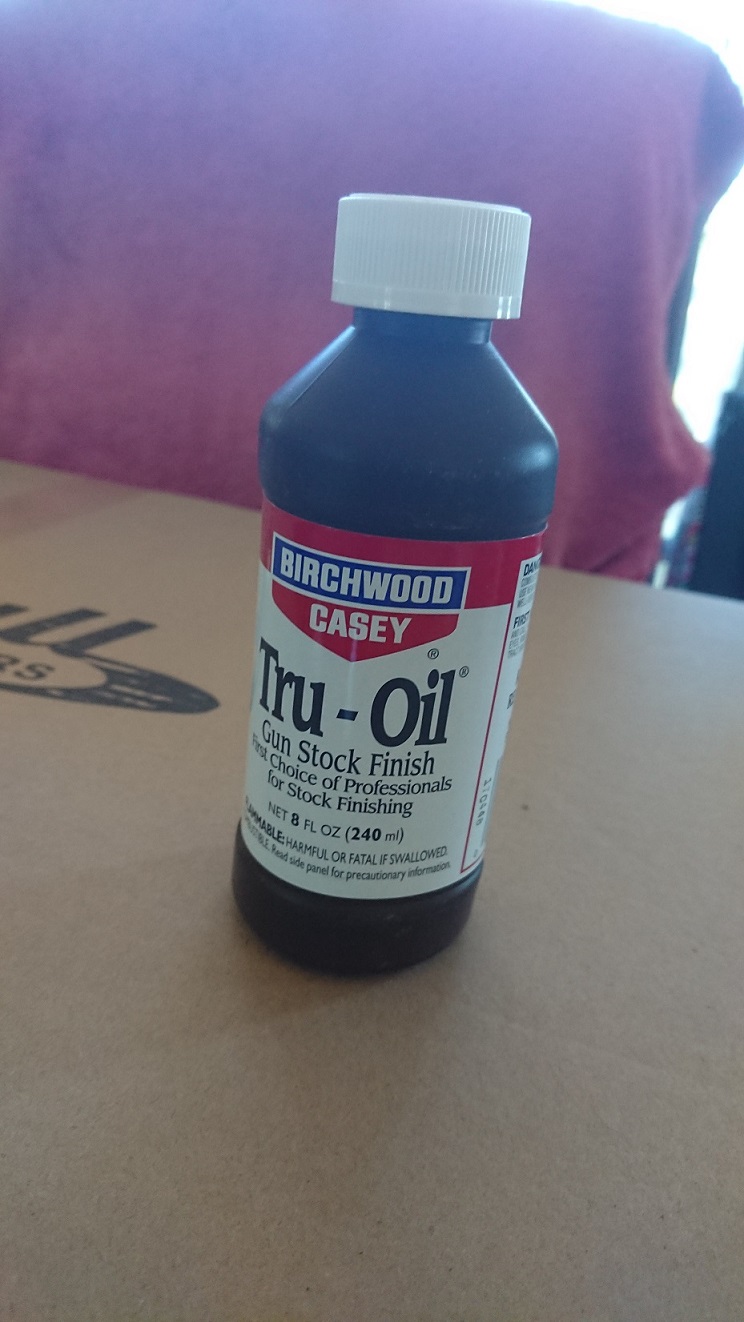 BIRCHWOOD
CASEY
®
Tru-Oil®
Gun Stock Finish
First Choice of Professionals
for Stock Finishing
NET 8 FL OZ (240 ml)
HARMFUL OR FATAL IF SWALLOWED.
Read side panel for precautionary information.